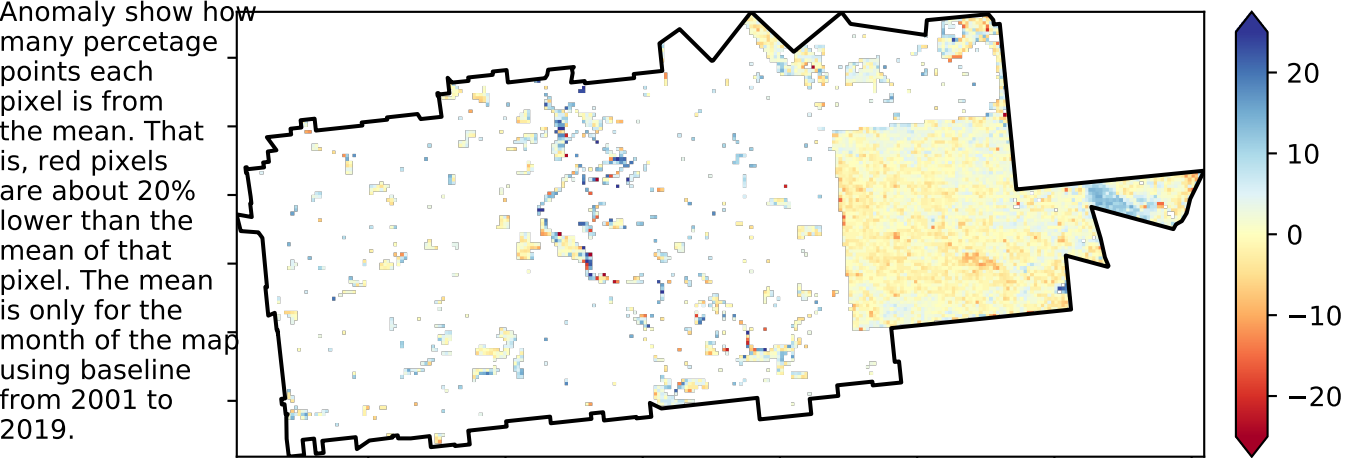 Anomaly show how
many percetage
points each
pixel is from
the mean. That
is, red pixels
are about 20%
lower than the
mean of that
pixel. The mean
is only for the
month of the map
using baseline
from 2001 to
2019.
20
10
0
−10
−20